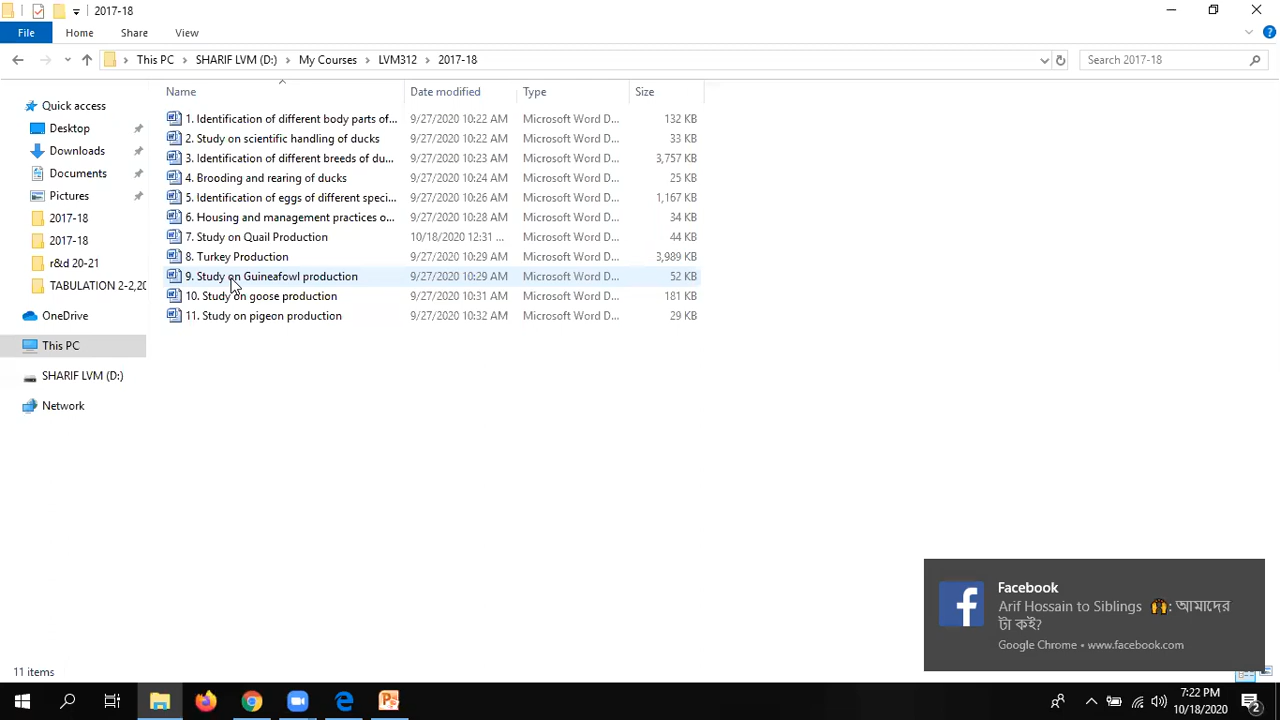 2017-18
File Home Share View
This PC SHARIF LVM (D:) My Courses LVM312 2017-18
Search 2017-18
Name Date modified Type Size
Quick access
Desktop
Downloads
Documents
Pictures
2017-18
2017-18
r&d 20-21
TABULATION 2-2,20
OneDrive
This PC
SHARIF LVM (D:)
Network
1. Identification of different body parts of... 9/27/2020 10:22 AM Microsoft Word D... 132 KB
2. Study on scientific handling of ducks 9/27/2020 10:22 AM Microsoft Word D... 33 KB
3. Identification of different breeds of du... 9/27/2020 10:23 AM Microsoft Word D... 3,757 KB
4. Brooding and rearing of ducks 9/27/2020 10:24 AM Microsoft Word D... 25 KB
5. Identification of eggs of different speci... 9/27/2020 10:26 AM Microsoft Word D... 1,167 KB
6. Housing and management practices o... 9/27/2020 10:28 AM Microsoft Word D... 34 KB
7. Study on Quail Production 10/18/2020 12:31 ... Microsoft Word D... 44 KB
8. Turkey Production 9/27/2020 10:29 AM Microsoft Word D... 3,989 KB
9. Study on Guineafowl production 9/27/2020 10:29 AM Microsoft Word D... 52 KB
10. Study on goose production 9/27/2020 10:31 AM Microsoft Word D... 181 KB
11. Study on pigeon production 9/27/2020 10:32 AM Microsoft Word D... 29 KB
Facebook
Arif Hossain to Siblings 🙌: আমাদের
টা কই?
Google Chrome • www.facebook.com
11 items
7:22 PM
10/18/2020
2